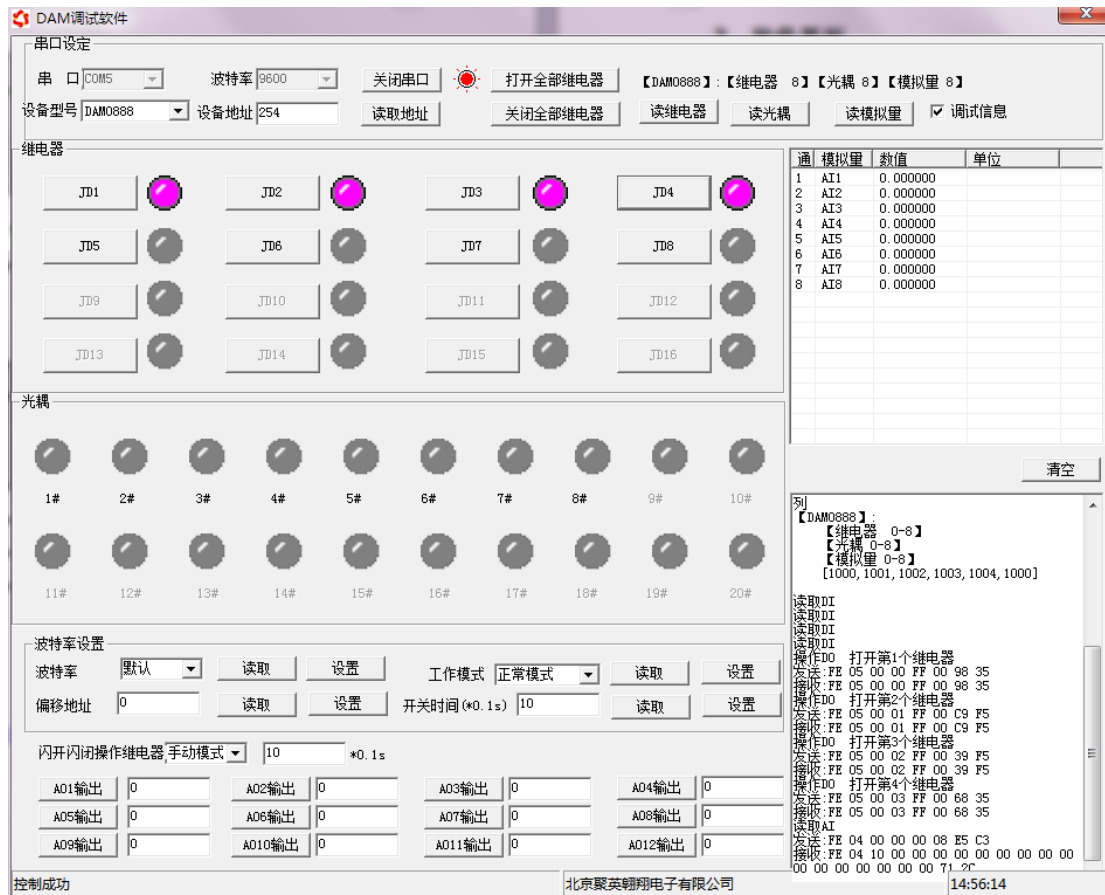 DAM调试软件
串口设定
串 口 COM5 波特率 9600 关闭串口 打开全部继电器 【DAM0888】:【继电器 8】【光耦 8】【模拟量 8】
设备型号 DAM0888 设备地址 254 读取地址 关闭全部继电器 读继电器 读光耦 读模拟量 调试信息
继电器
JD1 JD2 JD3 JD4
JD5 JD6 JD7 JD8
JD9 JD10 JD11 JD12
JD13 JD14 JD15 JD16
通 模拟量 数值 单位
1 AI1 0.000000
2 AI2 0.000000
3 AI3 0.000000
4 AI4 0.000000
5 AI5 0.000000
6 AI6 0.000000
7 AI7 0.000000
8 AI8 0.000000
光耦
1# 2# 3# 4# 5# 6# 7# 8# 9# 10#
11# 12# 13# 14# 15# 16# 17# 18# 19# 20#
清空
列
【DAM0888】:
【继电器 0-8】
【光耦 0-8】
【模拟量 0-8】
[1000,1001,1002,1003,1004,1000]
读取DI
读取DI
读取DI
读取DI
操作DO 打开第1个继电器
发送:FE 05 00 00 FF 00 98 35
接收:FE 05 00 00 FF 00 98 35
操作DO 打开第2个继电器
发送:FE 05 00 01 FF 00 C9 F5
接收:FE 05 00 01 FF 00 C9 F5
操作DO 打开第3个继电器
发送:FE 05 00 02 FF 00 39 F5
接收:FE 05 00 02 FF 00 39 F5
操作DO 打开第4个继电器
发送:FE 05 00 03 FF 00 68 35
接收:FE 05 00 03 FF 00 68 35
读取AI
发送:FE 04 00 00 00 08 E5 C3
接收:FE 04 10 00 00 00 00 00 00 00 00 00
00 00 00 00 00 00 00 71 2C
波特率设置
波特率 默认 读取 设置 工作模式 正常模式 读取 设置
偏移地址 0 读取 设置 开关时间(*0.1s) 10 读取 设置
闪开闪闭操作继电器 手动模式 10 *0.1s
AO1输出 0 AO2输出 0 AO3输出 0 AO4输出 0
AO5输出 0 AO6输出 0 AO7输出 0 AO8输出 0
AO9输出 0 AO10输出 0 AO11输出 0 AO12输出 0
控制成功 北京聚英翱翔电子有限公司 14:56:14